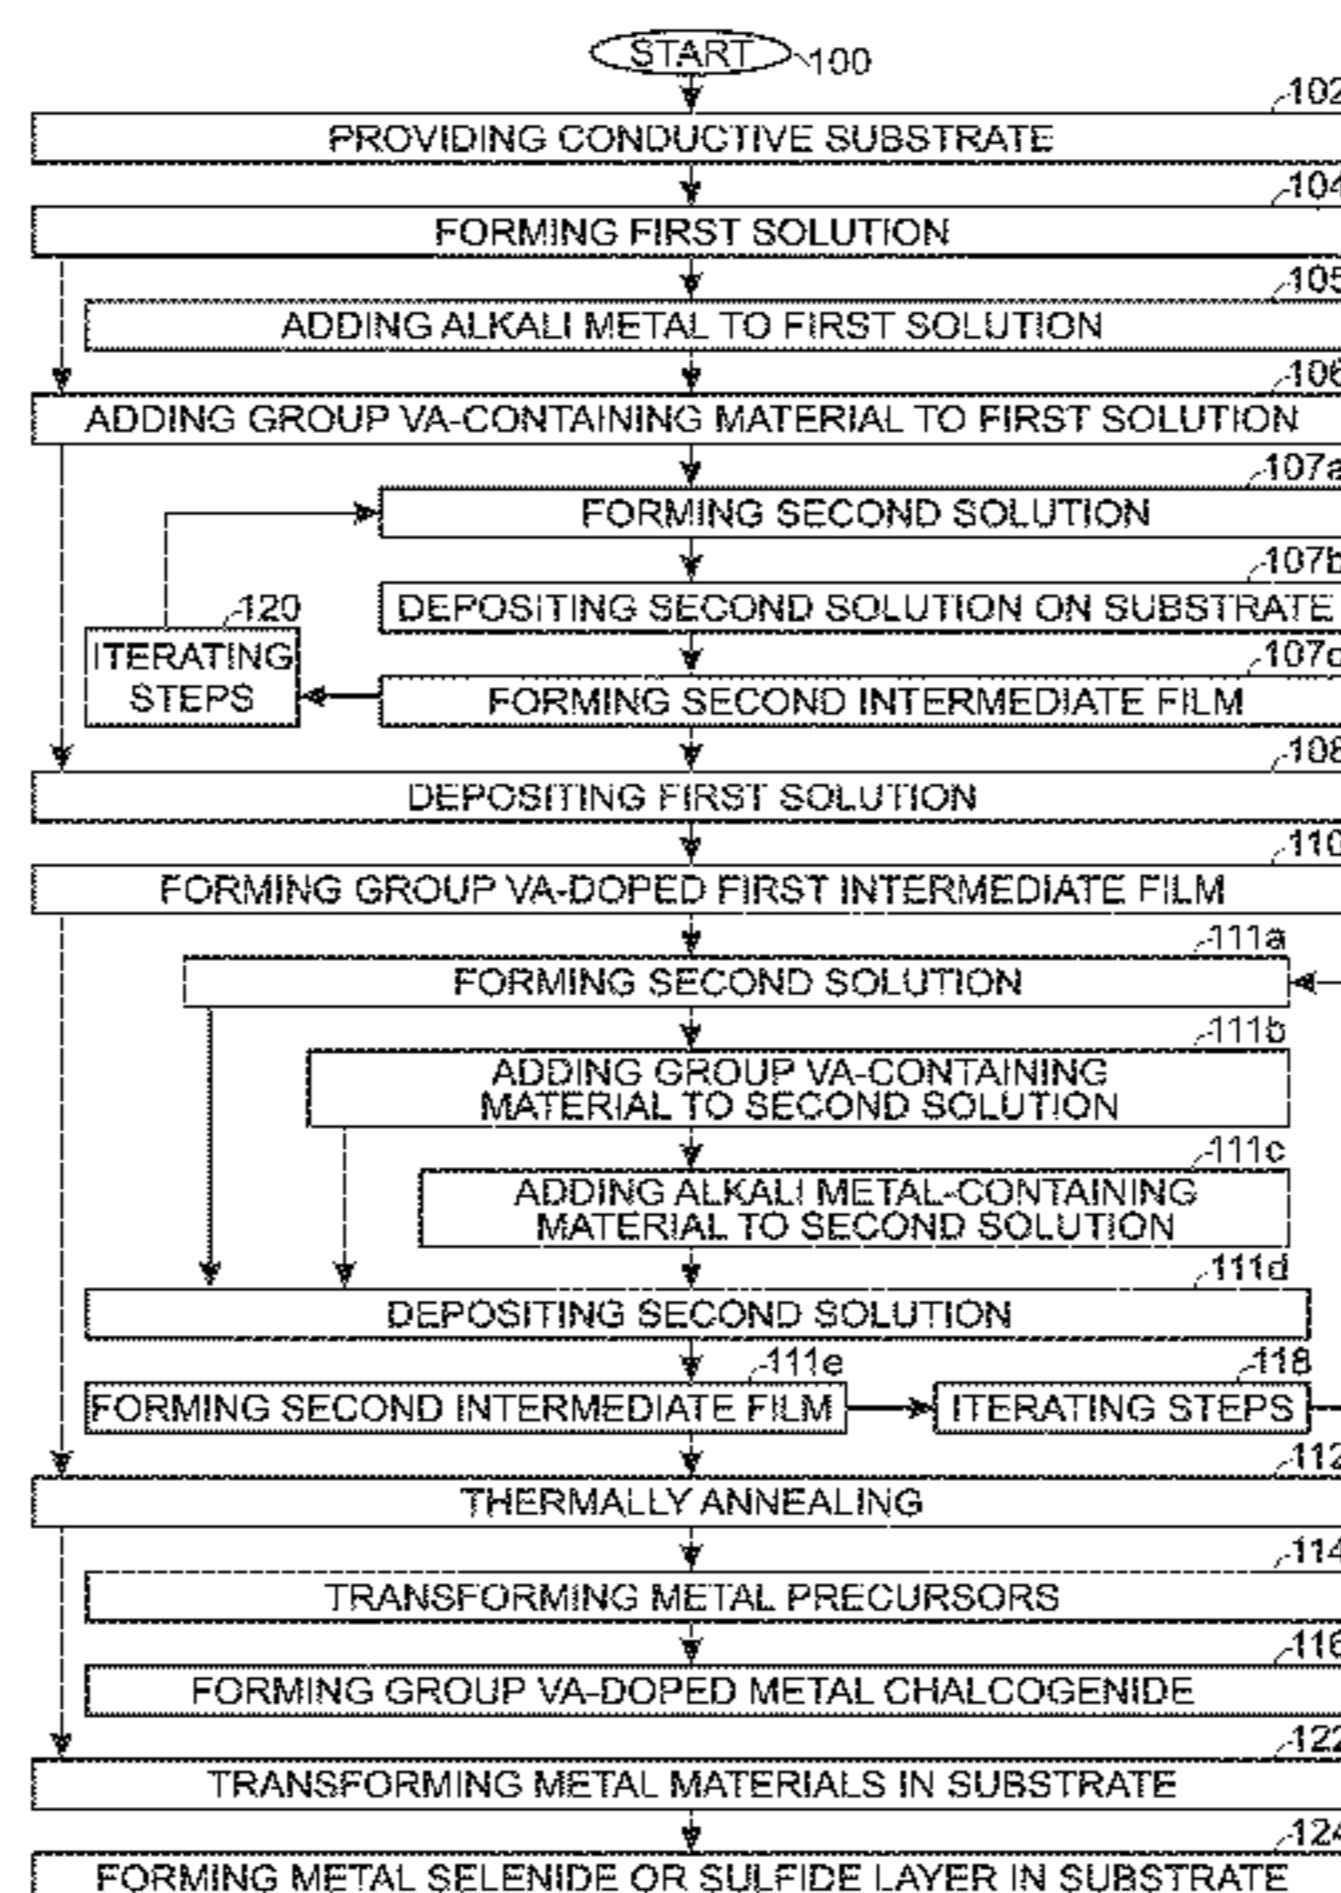 START
100
102
PROVIDING CONDUCTIVE SUBSTRATE
104
FORMING FIRST SOLUTION
105
ADDING ALKALI METAL TO FIRST SOLUTION
106
ADDING GROUP VA-CONTAINING MATERIAL TO FIRST SOLUTION
107a
FORMING SECOND SOLUTION
107b
DEPOSITING SECOND SOLUTION ON SUBSTRATE
120
ITERATING
STEPS
107c
FORMING SECOND INTERMEDIATE FILM
108
DEPOSITING FIRST SOLUTION
110
FORMING GROUP VA-DOPED FIRST INTERMEDIATE FILM
111a
FORMING SECOND SOLUTION
111b
ADDING GROUP VA-CONTAINING
MATERIAL TO SECOND SOLUTION
111c
ADDING ALKALI METAL-CONTAINING
MATERIAL TO SECOND SOLUTION
111d
DEPOSITING SECOND SOLUTION
111e
FORMING SECOND INTERMEDIATE FILM
118
ITERATING STEPS
112
THERMALLY ANNEALING
114
TRANSFORMING METAL PRECURSORS
116
FORMING GROUP VA-DOPED METAL CHALCOGENIDE
122
TRANSFORMING METAL MATERIALS IN SUBSTRATE
124
FORMING METAL SELENIDE OR SULFIDE LAYER IN SUBSTRATE